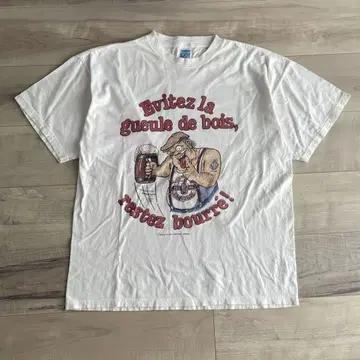 Evitez la
gueule de bois,
restez bourré!